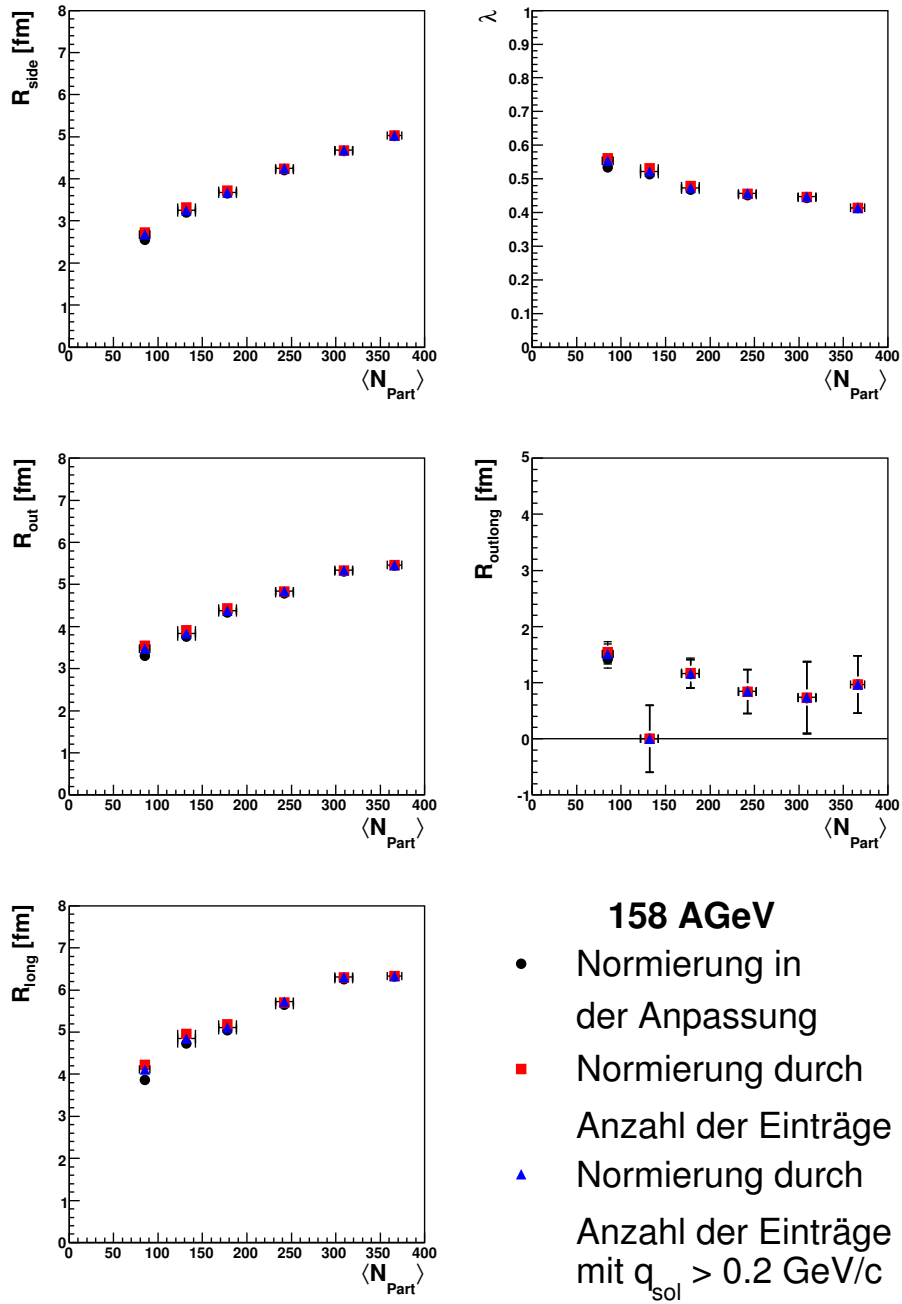 R_side [fm]
8
7
6
5
4
3
2
1
0
0 50 100 150 200 250 300 350 400
⟨N_Part⟩
λ
1
0.9
0.8
0.7
0.6
0.5
0.4
0.3
0.2
0.1
0
0 50 100 150 200 250 300 350 400
⟨N_Part⟩
R_out [fm]
8
7
6
5
4
3
2
1
0
0 50 100 150 200 250 300 350 400
⟨N_Part⟩
R_outlong [fm]
5
4
3
2
1
0
-1
0 50 100 150 200 250 300 350 400
⟨N_Part⟩
R_long [fm]
8
7
6
5
4
3
2
1
0
0 50 100 150 200 250 300 350 400
⟨N_Part⟩
158 AGeV
Normierung in
der Anpassung
Normierung durch
Anzahl der Einträge
Normierung durch
Anzahl der Einträge
mit q_sol > 0.2 GeV/c